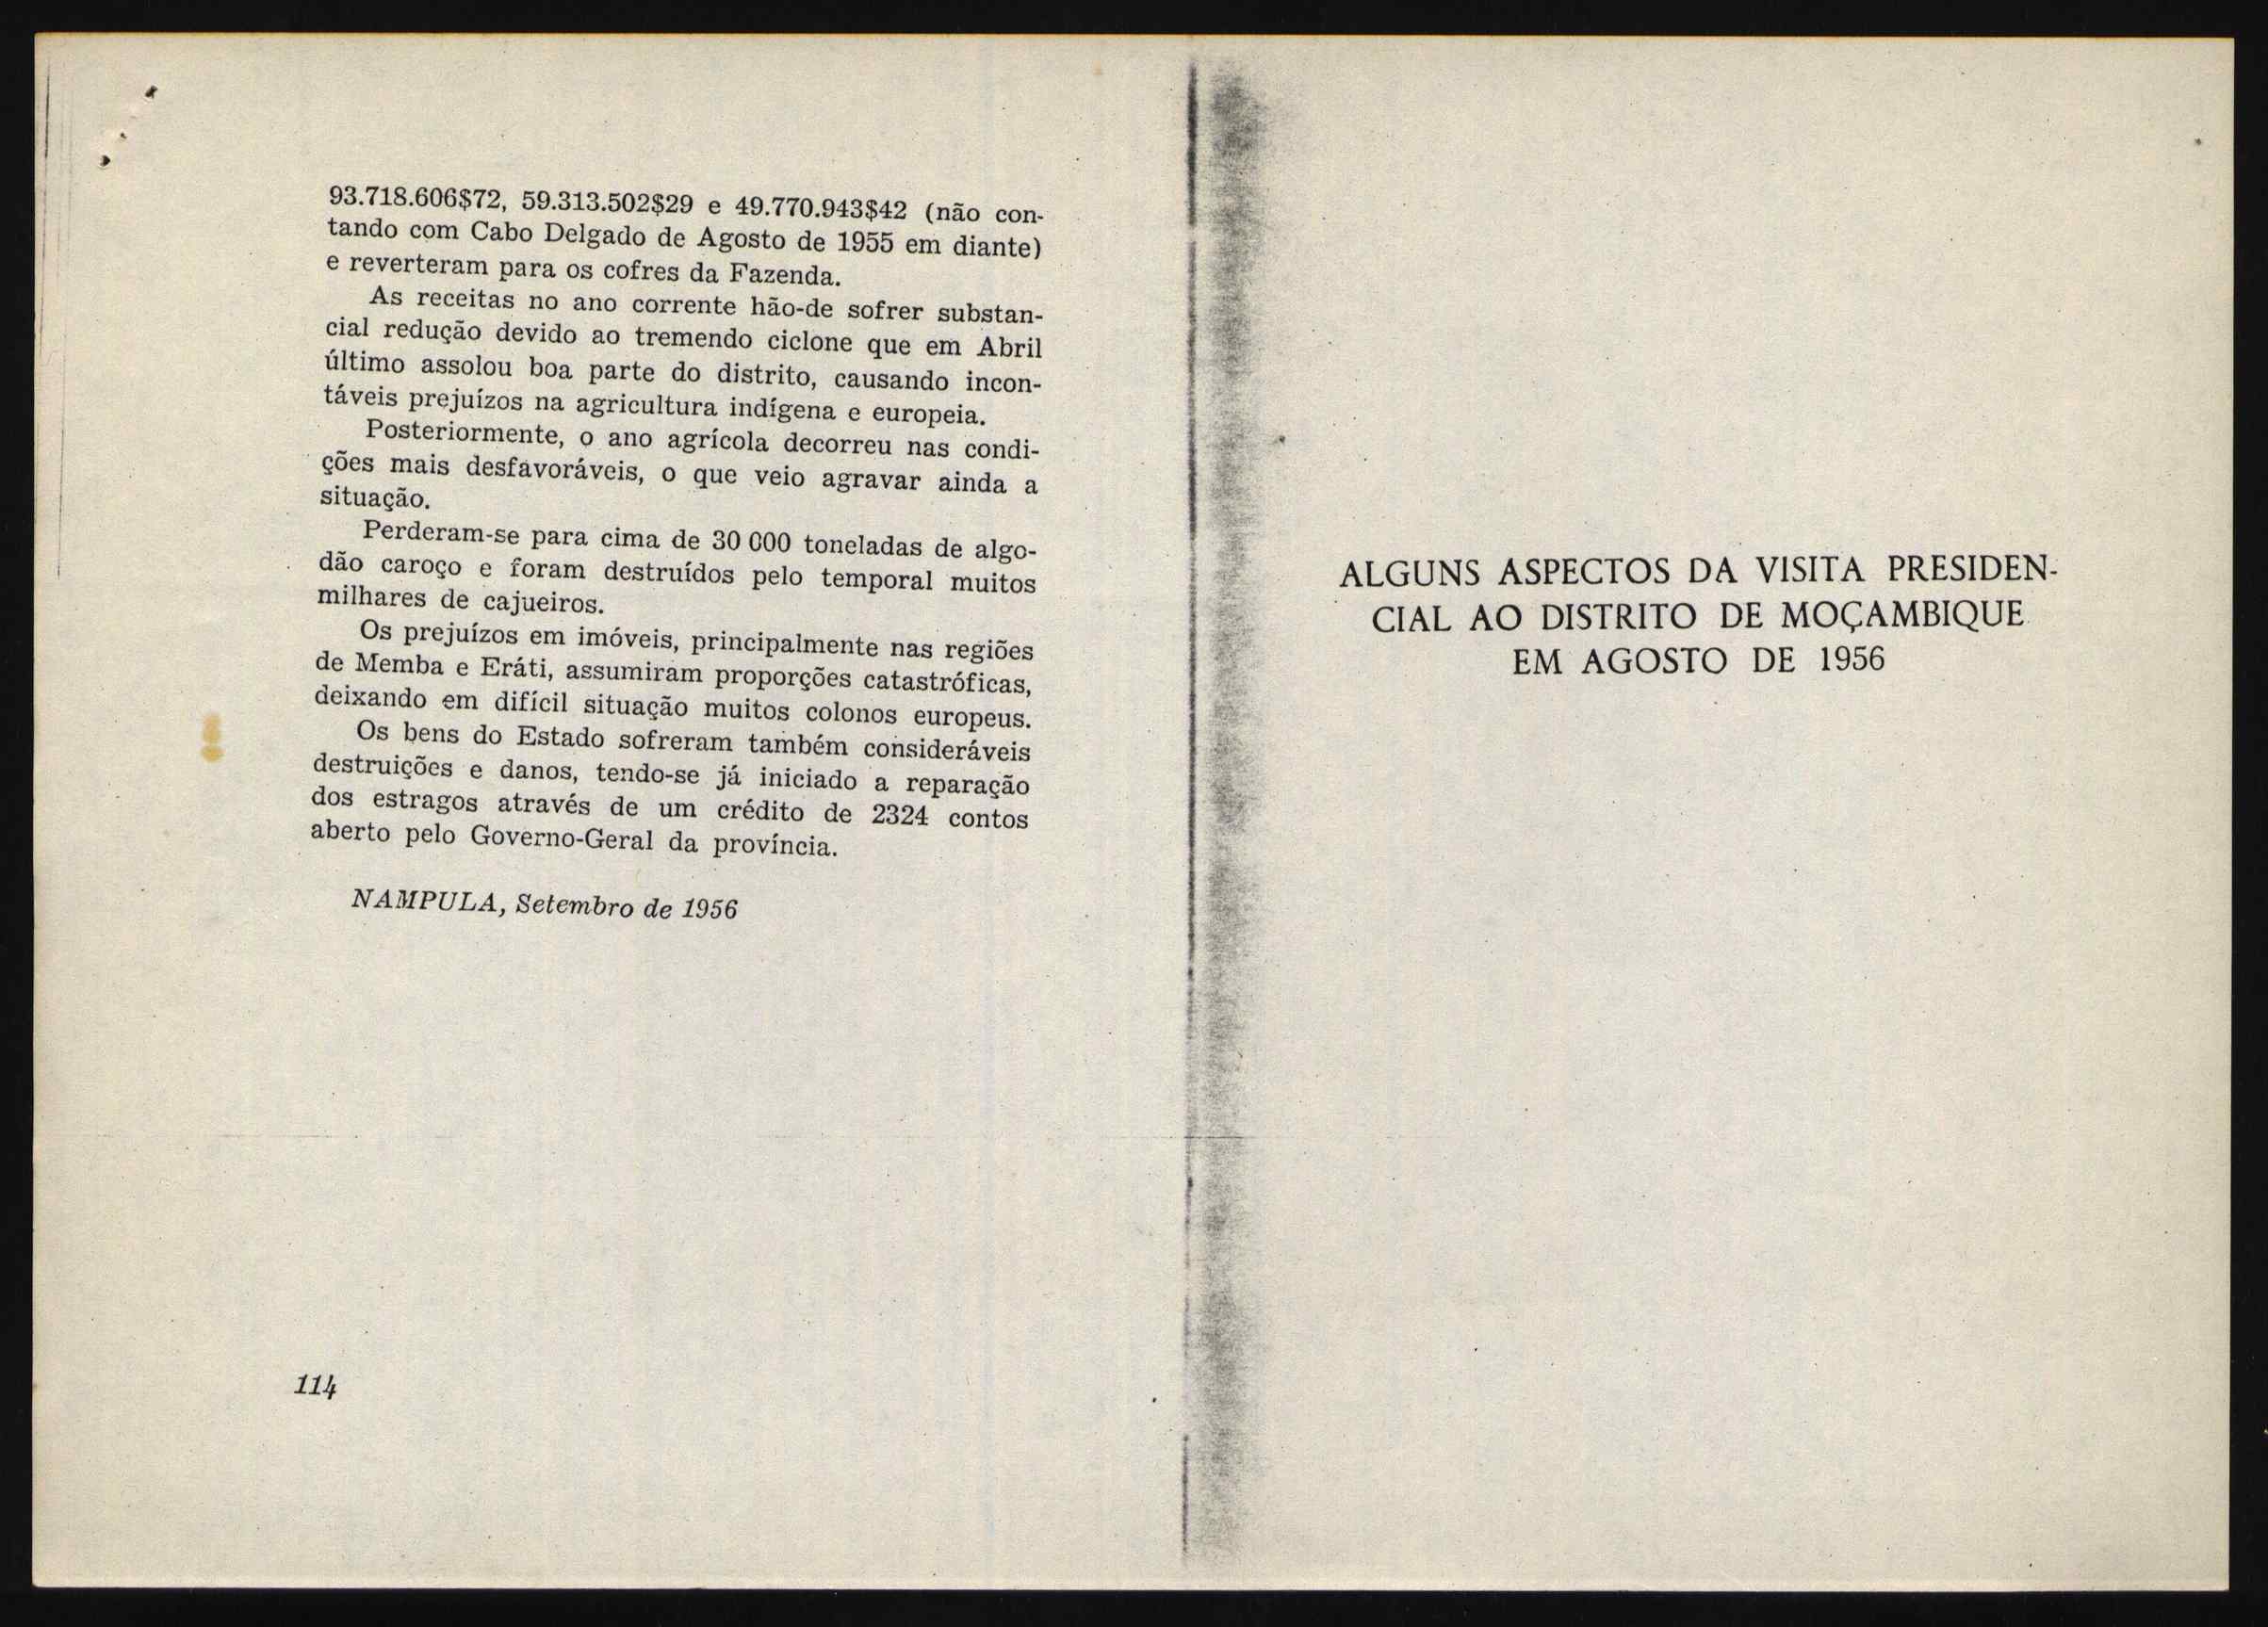 93.718.606$72, 59.313.502$29 e 49.770.943$42 (não con-
tando com Cabo Delgado de Agosto de 1955 em diante)
e reverteram para os cofres da Fazenda.
As receitas no ano corrente hão-de sofrer substan-
cial redução devido ao tremendo ciclone que em Abril
último assolou boa parte do distrito, causando incon-
táveis prejuízos na agricultura indígena e europeia.
Posteriormente, o ano agrícola decorreu nas condi-
ções mais desfavoráveis, o que veio agravar ainda a
situação.
Perderam-se para cima de 30 000 toneladas de algo-
dão caroço e foram destruídos pelo temporal muitos
milhares de cajueiros.
Os prejuízos em imóveis, principalmente nas regiões
de Memba e Eráti, assumiram proporções catastróficas,
deixando em difícil situação muitos colonos europeus.
Os bens do Estado sofreram também consideráveis
destruições e danos, tendo-se já iniciado a reparação
dos estragos através de um crédito de 2324 contos
aberto pelo Governo-Geral da província.
NAMPULA, Setembro de 1956
114
ALGUNS ASPECTOS DA VISITA PRESIDEN-
CIAL AO DISTRITO DE MOÇAMBIQUE
EM AGOSTO DE 1956